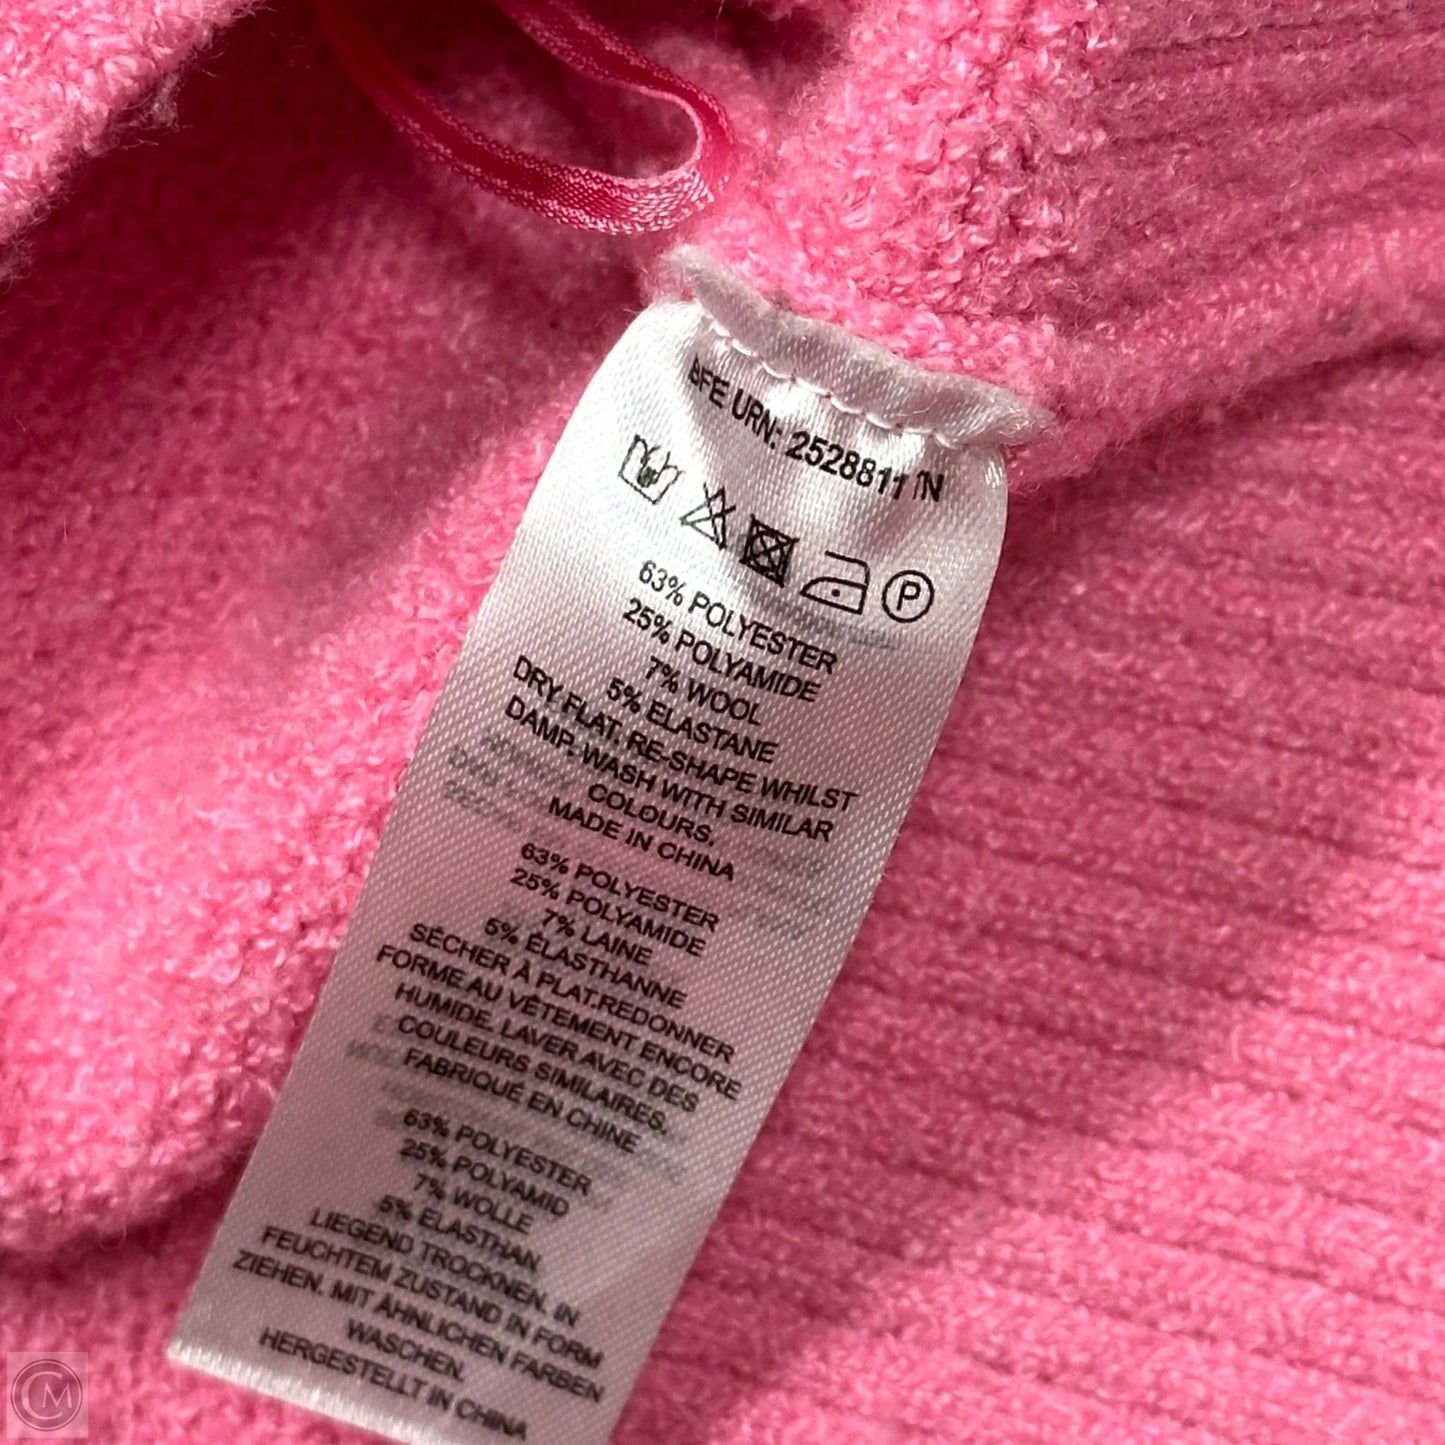 URN: 2528811
P
63% POLYESTER
25% POLYAMIDE
7% WOOL
5% ELASTANE
DRY FLAT, RE-SHAPE WHILST
DAMP. WASH WITH SIMILAR
COLOURS.
MADE IN CHINA
63% POLYESTER
25% POLYAMIDE
7% LAINE
5% ÉLASTHANNE
SÉCHER À PLAT.REDONNER
FORME AU VÊTEMENT ENCORE
HUMIDE. LAVER AVEC DES
COULEURS SIMILAIRES.
FABRIQUÉ EN CHINE
63% POLYESTER
25% POLYAMID
7% WOLLE
5% ELASTHAN
LIEGEND TROCKNEN. IN
FEUCHTEM ZUSTAND IN FORM
ZIEHEN. MIT ÄHNLICHEN FARBEN
WASCHEN.
HERGESTELLT IN CHINA
CM